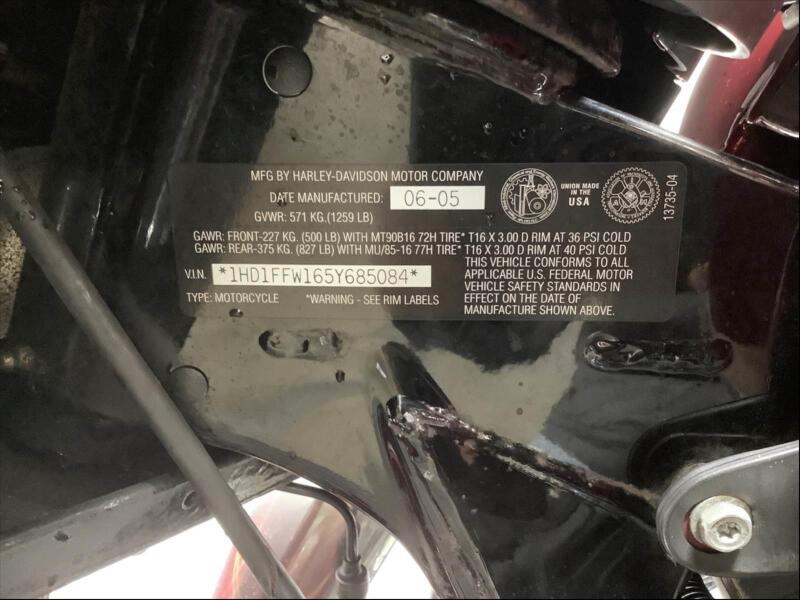 MFG BY HARLEY-DAVIDSON MOTOR COMPANY
DATE MANUFACTURED: 06-05
GVWR: 571 KG.(1259 LB)
UNION MADE
IN THE
USA
13735-04
GAWR: FRONT-227 KG. (500 LB) WITH MT90B16 72H TIRE* T16 X 3.00 D RIM AT 36 PSI COLD
GAWR: REAR-375 KG. (827 LB) WITH MU/85-16 77H TIRE* T16 X 3.00 D RIM AT 40 PSI COLD
V.I.N. *1HD1FFW165Y685084*
TYPE: MOTORCYCLE *WARNING - SEE RIM LABELS
THIS VEHICLE CONFORMS TO ALL
APPLICABLE U.S. FEDERAL MOTOR
VEHICLE SAFETY STANDARDS IN
EFFECT ON THE DATE OF
MANUFACTURE SHOWN ABOVE.